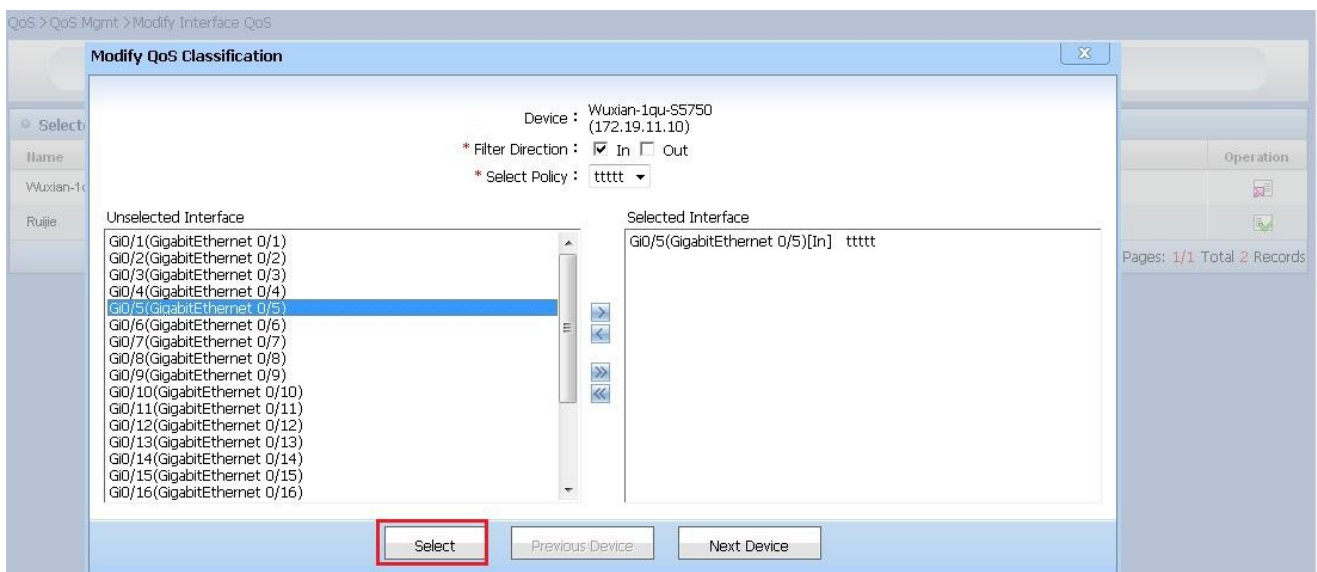 QoS >QoS Mgmt >Modify Interface QoS
Modify QoS Classification
Device : Wuxian-1qu-S5750
(172.19.11.10)
* Filter Direction : In Out
* Select Policy : ttttt
Select
Name
Operation
Wuxian-1
Ruijie
Pages: 1/1 Total 2 Records
Unselected Interface
Gi0/1(GigabitEthernet 0/1)
Gi0/2(GigabitEthernet 0/2)
Gi0/3(GigabitEthernet 0/3)
Gi0/4(GigabitEthernet 0/4)
Gi0/5(GigabitEthernet 0/5)
Gi0/6(GigabitEthernet 0/6)
Gi0/7(GigabitEthernet 0/7)
Gi0/8(GigabitEthernet 0/8)
Gi0/9(GigabitEthernet 0/9)
Gi0/10(GigabitEthernet 0/10)
Gi0/11(GigabitEthernet 0/11)
Gi0/12(GigabitEthernet 0/12)
Gi0/13(GigabitEthernet 0/13)
Gi0/14(GigabitEthernet 0/14)
Gi0/15(GigabitEthernet 0/15)
Gi0/16(GigabitEthernet 0/16)
Selected Interface
Gi0/5(GigabitEthernet 0/5)[In] ttttt
Select
Previous Device
Next Device